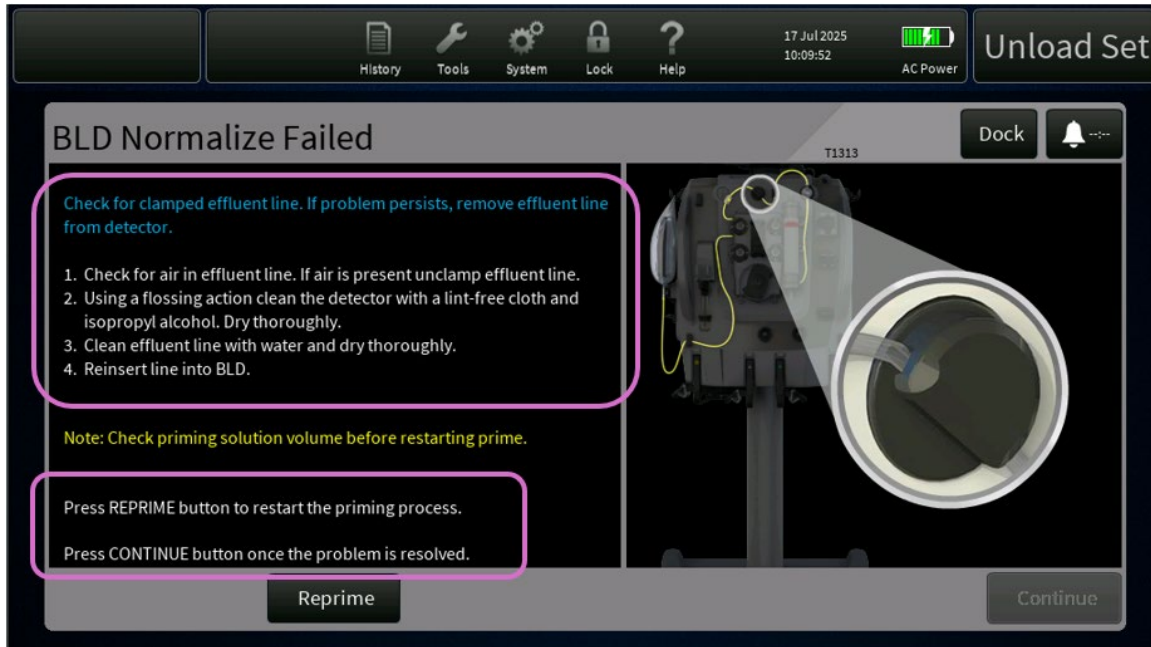 History
Tools
System
Lock
Help
17 Jul 2025
10:09:52
AC Power
Unload Set
BLD Normalize Failed
T1313
Dock
--:--
Check for clamped effluent line. If problem persists, remove effluent line
from detector.
1. Check for air in effluent line. If air is present unclamp effluent line.
2. Using a flossing action clean the detector with a lint-free cloth and
isopropyl alcohol. Dry thoroughly.
3. Clean effluent line with water and dry thoroughly.
4. Reinsert line into BLD.
Note: Check priming solution volume before restarting prime.
Press REPRIME button to restart the priming process.
Press CONTINUE button once the problem is resolved.
Reprime
Continue